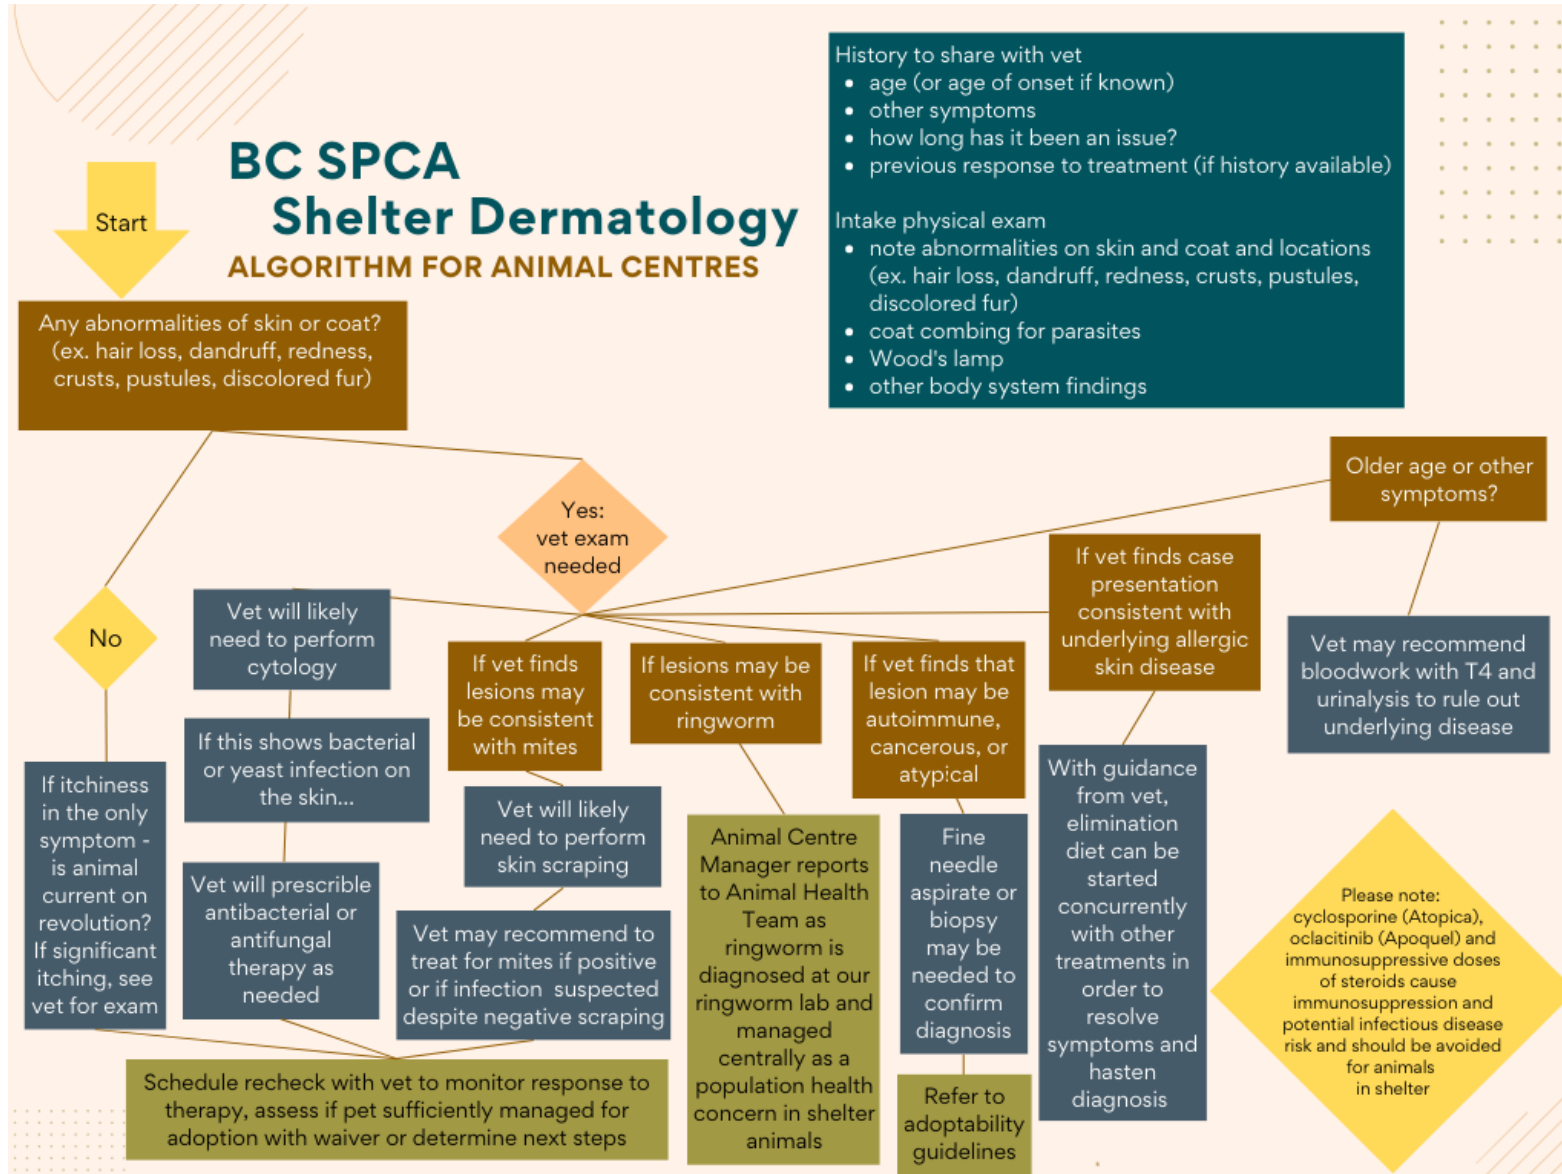 BC SPCA
Shelter Dermatology
ALGORITHM FOR ANIMAL CENTRES
History to share with vet
• age (or age of onset if known)
• other symptoms
• how long has it been an issue?
• previous response to treatment (if history available)
Intake physical exam
• note abnormalities on skin and coat and locations
(ex. hair loss, dandruff, redness, crusts, pustules,
discolored fur)
• coat combing for parasites
• Wood's lamp
• other body system findings
Start
Any abnormalities of skin or coat?
(ex. hair loss, dandruff, redness,
crusts, pustules, discolored fur)
Yes:
vet exam
needed
No
If itchiness
in the only
symptom -
is animal
current on
revolution?
If significant
itching, see
vet for exam
Vet will likely
need to perform
cytology
If this shows bacterial
or yeast infection on
the skin...
Vet will prescrible
antibacterial or
antifungal
therapy as
needed
If vet finds
lesions may
be consistent
with mites
Vet will likely
need to perform
skin scraping
Vet may recommend to
treat for mites if positive
or if infection suspected
despite negative scraping
Schedule recheck with vet to monitor response to
therapy, assess if pet sufficiently managed for
adoption with waiver or determine next steps
If lesions may be
consistent with
ringworm
Animal Centre
Manager reports
to Animal Health
Team as
ringworm is
diagnosed at our
ringworm lab and
managed
centrally as a
population health
concern in shelter
animals
If vet finds that
lesion may be
autoimmune,
cancerous, or
atypical
Fine
needle
aspirate or
biopsy
may be
needed to
confirm
diagnosis
Refer to
adoptability
guidelines
If vet finds case
presentation
consistent with
underlying allergic
skin disease
With guidance
from vet,
elimination
diet can be
started
concurrently
with other
treatments in
order to
resolve
symptoms and
hasten
diagnosis
Older age or other
symptoms?
Vet may recommend
bloodwork with T4 and
urinalysis to rule out
underlying disease
Please note:
cyclosporine (Atopica),
oclacitinib (Apoquel) and
immunosuppressive doses
of steroids cause
immunosuppression and
potential infectious disease
risk and should be avoided
for animals
in shelter